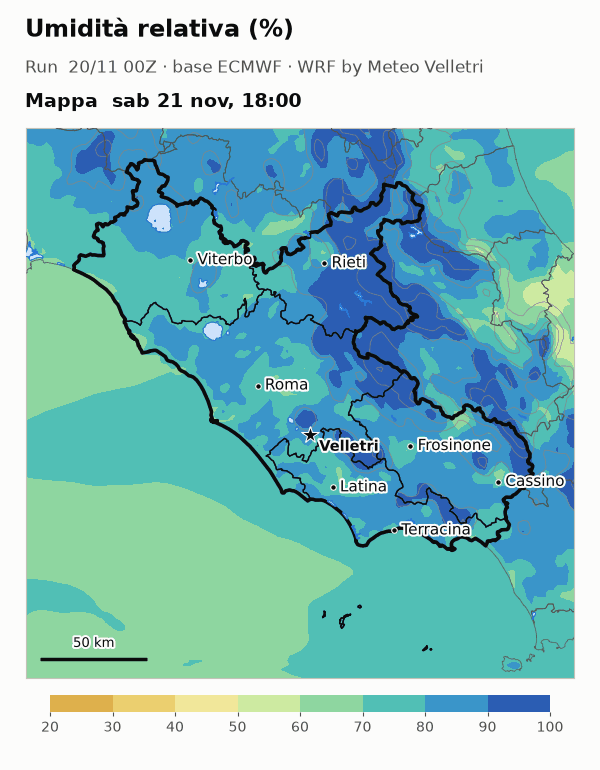 Umidità relativa (%)
Run  20/11 00Z · base ECMWF · WRF by Meteo Velletri
Mappa  sab 21 nov, 18:00
Viterbo
Rieti
Roma
Velletri
Frosinone
Cassino
Latina
Terracina
50 km
20 30 40 50 60 70 80 90 100